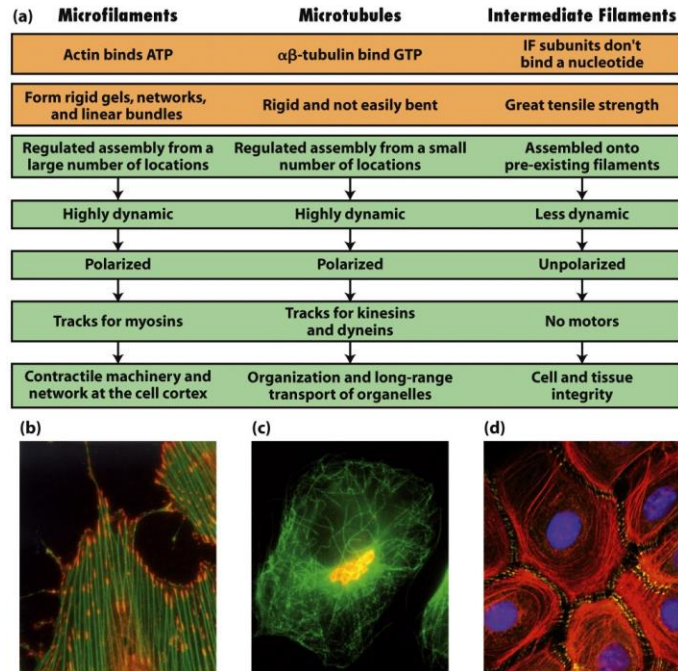 (a) Microfilaments Microtubules Intermediate Filaments
Actin binds ATP
αβ-tubulin bind GTP
IF subunits don't
bind a nucleotide
Form rigid gels, networks,
and linear bundles
Rigid and not easily bent
Great tensile strength
Regulated assembly from a
large number of locations
Regulated assembly from a small
number of locations
Assembled onto
pre-existing filaments
Highly dynamic
Highly dynamic
Less dynamic
Polarized
Polarized
Unpolarized
Tracks for myosins
Tracks for kinesins
and dyneins
No motors
Contractile machinery and
network at the cell cortex
Organization and long-range
transport of organelles
Cell and tissue
integrity
(b) (c) (d)